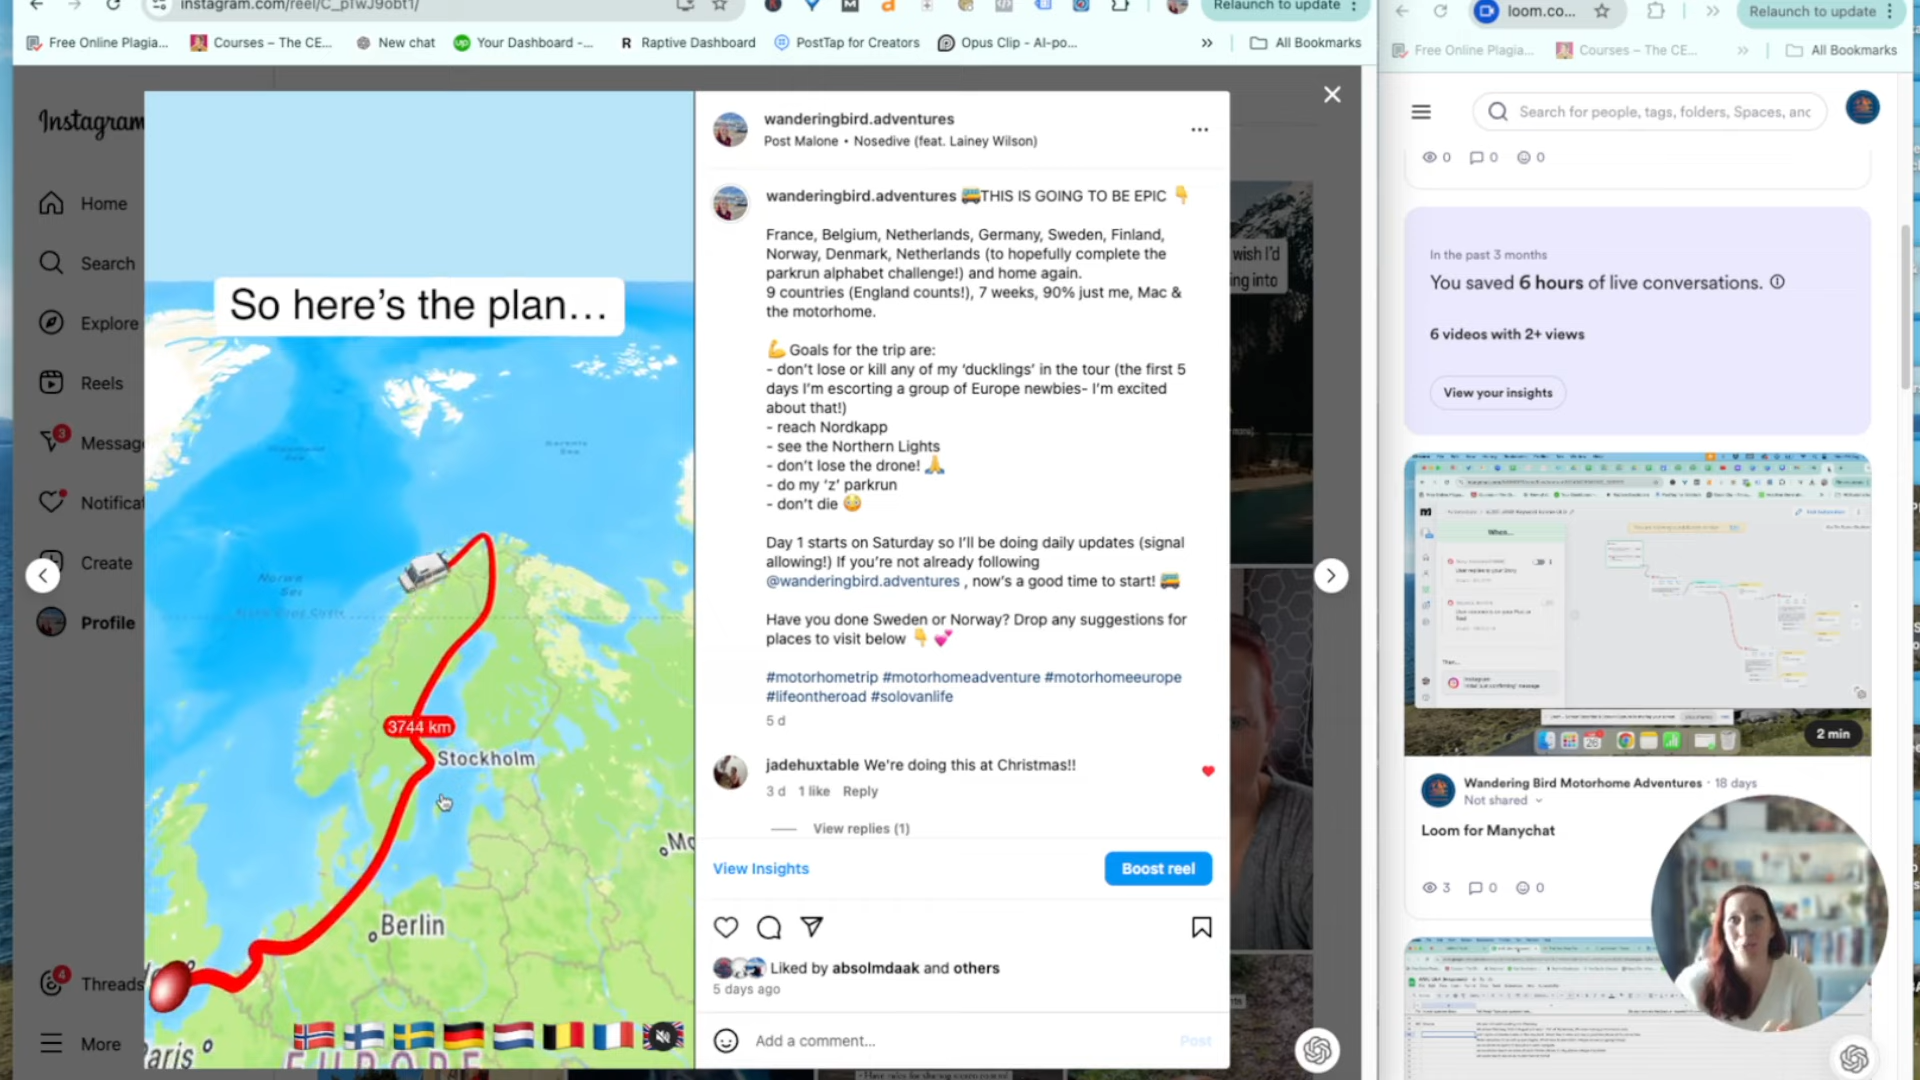 instagram.com/reel/C_pTwJ9obt1/
Relaunch to update
Free Online Plagia...
Courses – The CE...
New chat
Your Dashboard -...
Raptive Dashboard
PostTap for Creators
Opus Clip - AI-po...
All Bookmarks
Instagram
Home
Search
Explore
Reels
3
Messag
Notificat
Create
Profile
4
Threads
More
So here's the plan...
3744 km
Stockholm
Berlin
EUROPE
wanderingbird.adventures
Post Malone • Nosedive (feat. Lainey Wilson)
wanderingbird.adventures 🚌THIS IS GOING TO BE EPIC 👇
France, Belgium, Netherlands, Germany, Sweden, Finland,
Norway, Denmark, Netherlands (to hopefully complete the
parkrun alphabet challenge!) and home again.
9 countries (England counts!), 7 weeks, 90% just me, Mac &
the motorhome.
💪 Goals for the trip are:
- don't lose or kill any of my 'ducklings' in the tour (the first 5
days I'm escorting a group of Europe newbies- I'm excited
about that!)
- reach Nordkapp
- see the Northern Lights
- don't lose the drone! 🙏
- do my 'z' parkrun
- don't die 😳
Day 1 starts on Saturday so I'll be doing daily updates (signal
allowing!) If you're not already following
@wanderingbird.adventures , now's a good time to start! 🚌
Have you done Sweden or Norway? Drop any suggestions for
places to visit below 👇 💕
#motorhometrip #motorhomeadventure #motorhomeeurope
#lifeontheroad #solovanlife
5 d
jadehuxtable We're doing this at Christmas!!
3 d 1 like Reply
View replies (1)
View Insights
Boost reel
Liked by absolmdaak and others
5 days ago
Add a comment...
Post
wish I'd
ing into
loom.co...
Relaunch to update
Free Online Plagia...
Courses – The CE...
All Bookmarks
Search for people, tags, folders, Spaces, and
0 0 0
In the past 3 months
You saved 6 hours of live conversations.
6 videos with 2+ views
View your insights
2 min
Wandering Bird Motorhome Adventures · 18 days
Not shared
Loom for Manychat
3 0 0